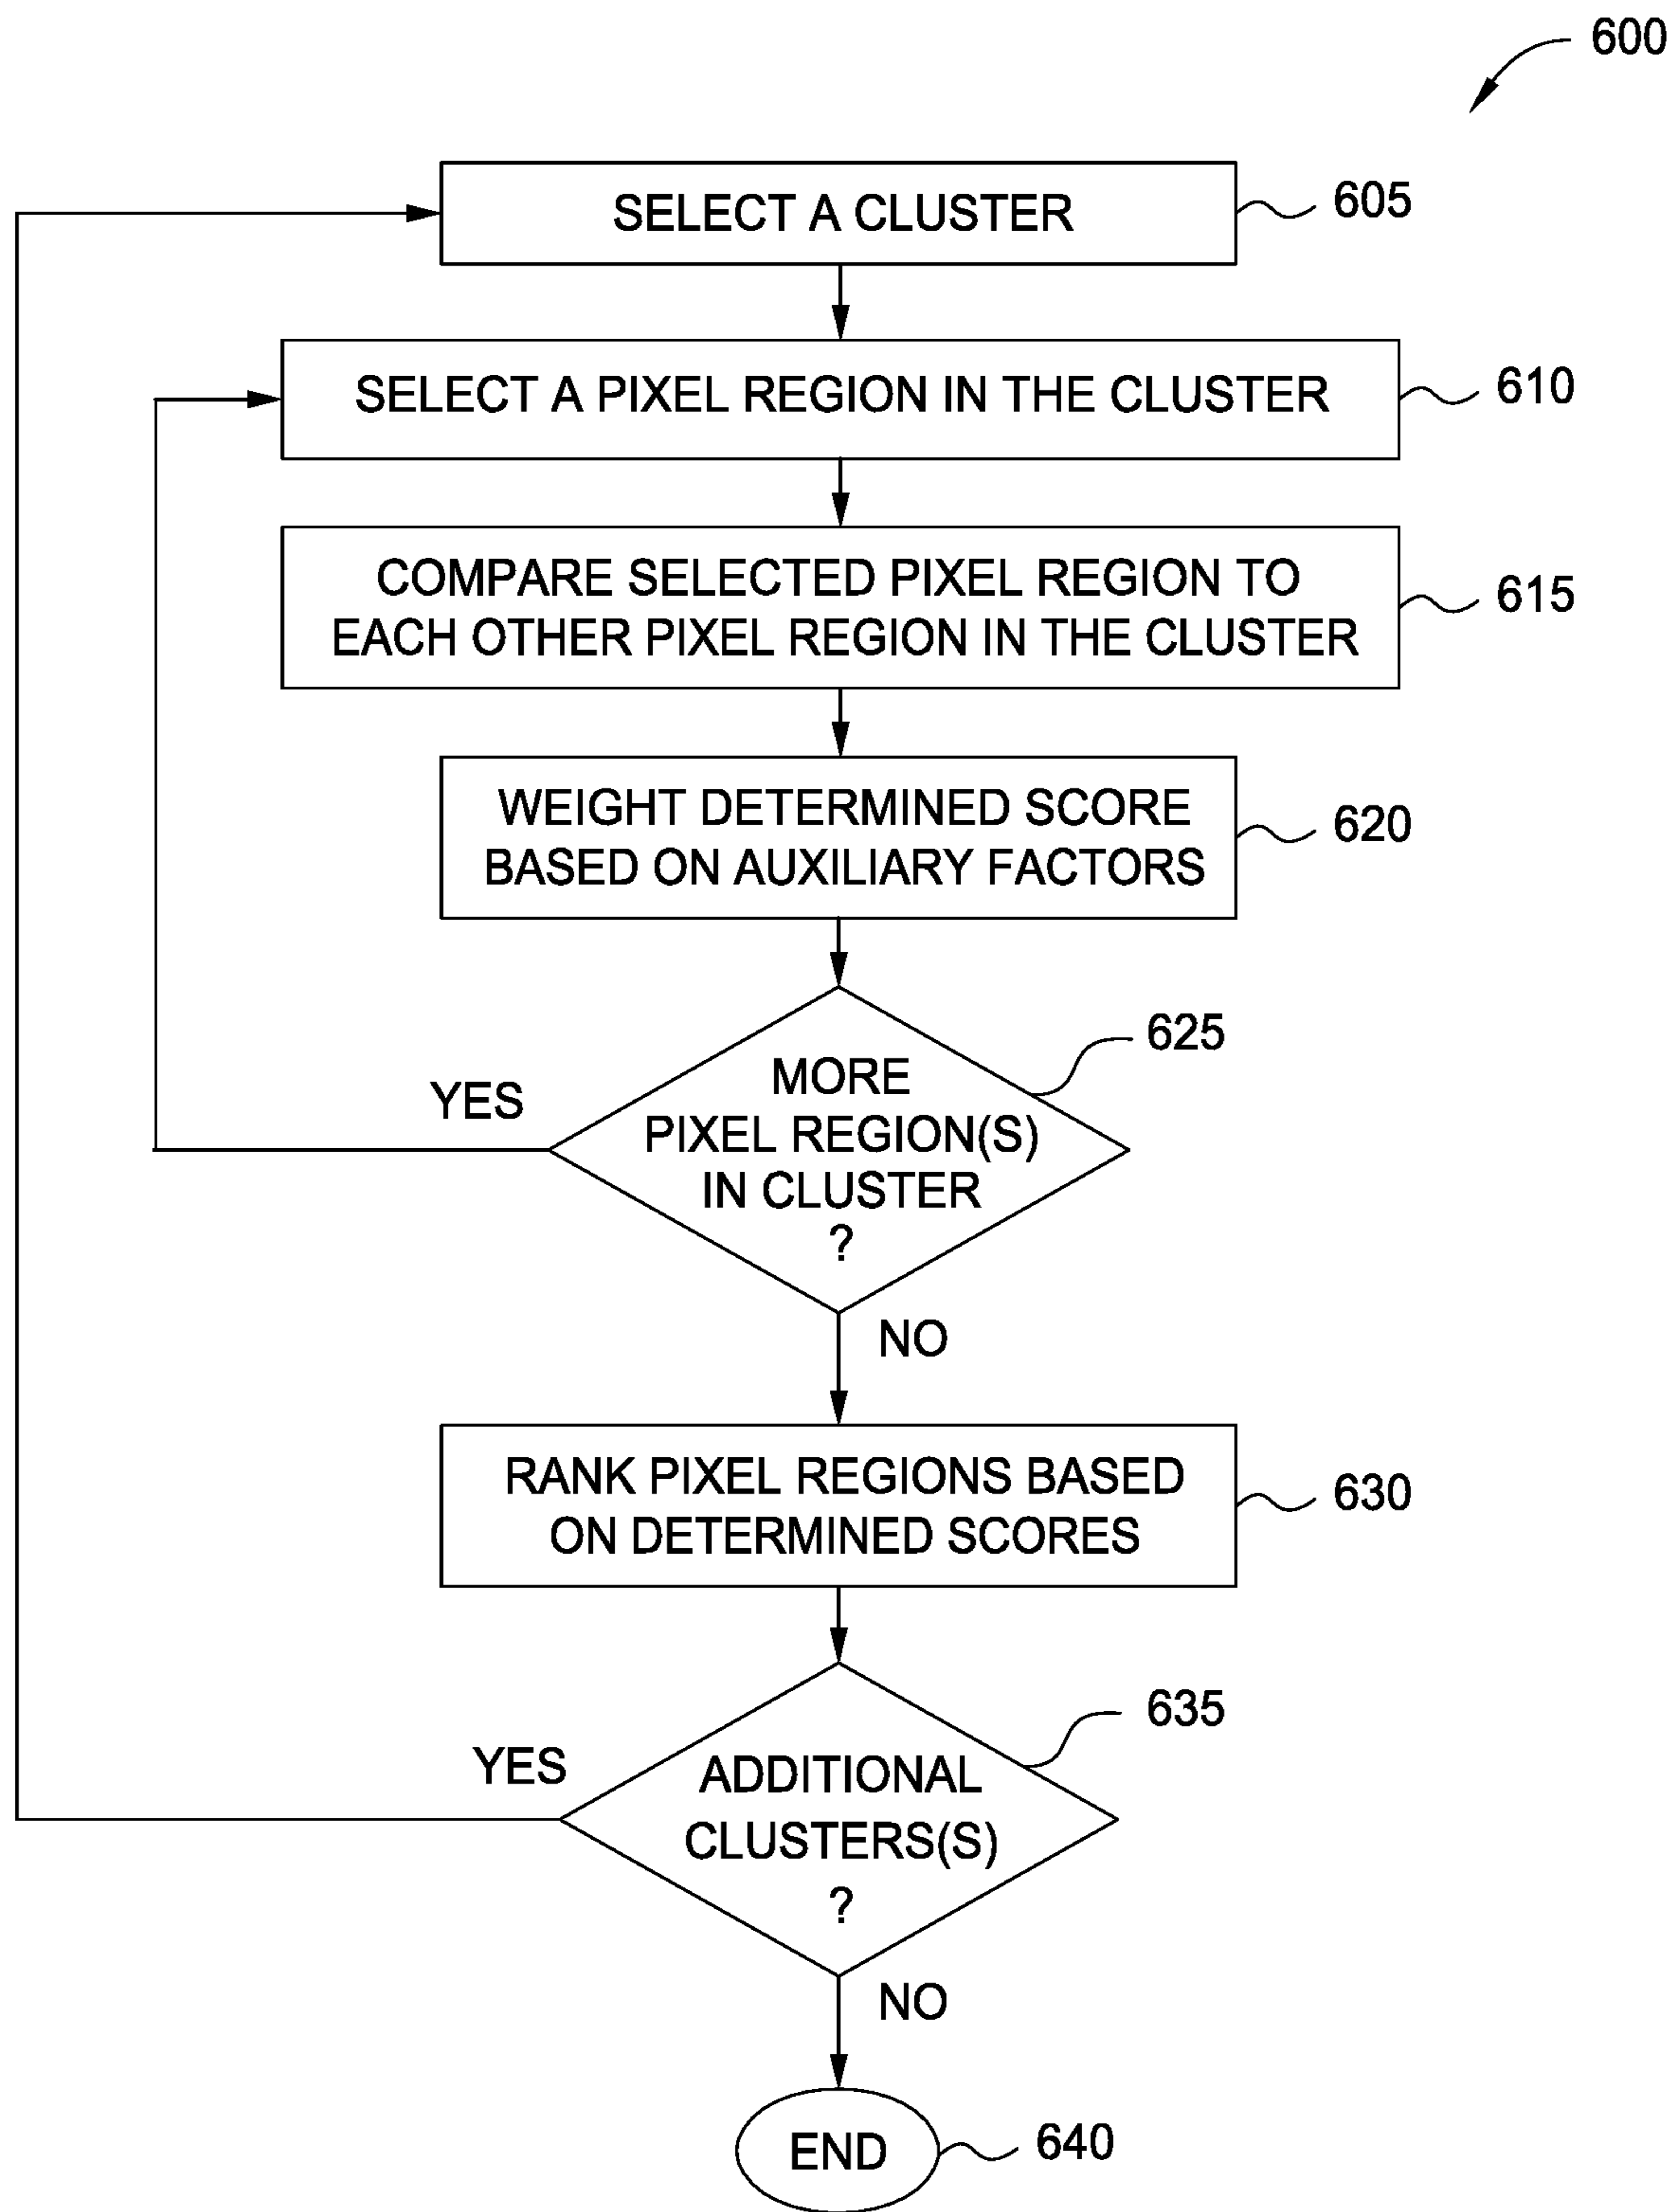 600
SELECT A CLUSTER
605
SELECT A PIXEL REGION IN THE CLUSTER
610
COMPARE SELECTED PIXEL REGION TO
EACH OTHER PIXEL REGION IN THE CLUSTER
615
WEIGHT DETERMINED SCORE
BASED ON AUXILIARY FACTORS
620
625
MORE
PIXEL REGION(S)
IN CLUSTER
?
YES
NO
RANK PIXEL REGIONS BASED
ON DETERMINED SCORES
630
635
ADDITIONAL
CLUSTERS(S)
?
YES
NO
END
640